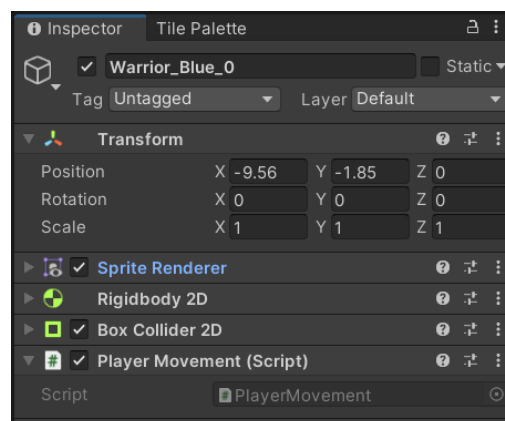 Inspector Tile Palette
Warrior_Blue_0 Static
Tag Untagged Layer Default
Transform
Position X -9.56 Y -1.85 Z 0
Rotation X 0 Y 0 Z 0
Scale X 1 Y 1 Z 1
Sprite Renderer
Rigidbody 2D
Box Collider 2D
# Player Movement (Script)
Script # PlayerMovement